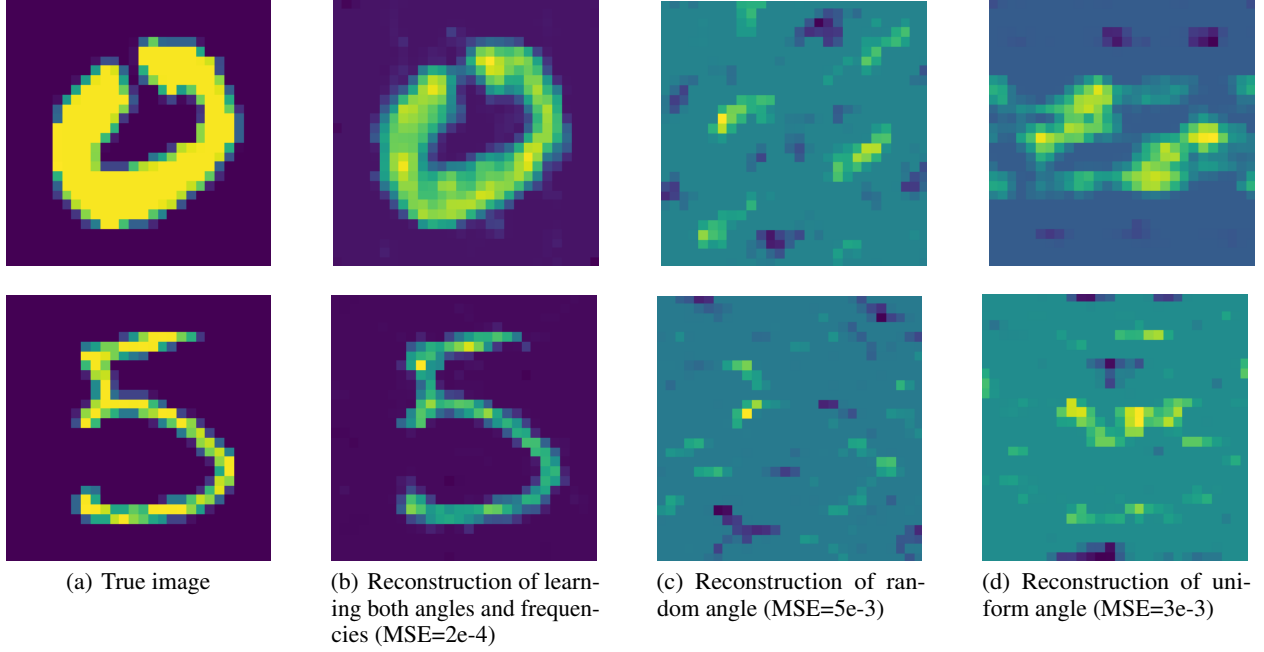 (a) True image
(b) Reconstruction of learn-
ing both angles and frequen-
cies (MSE=2e-4)
(c) Reconstruction of ran-
dom angle (MSE=5e-3)
(d) Reconstruction of uni-
form angle (MSE=3e-3)